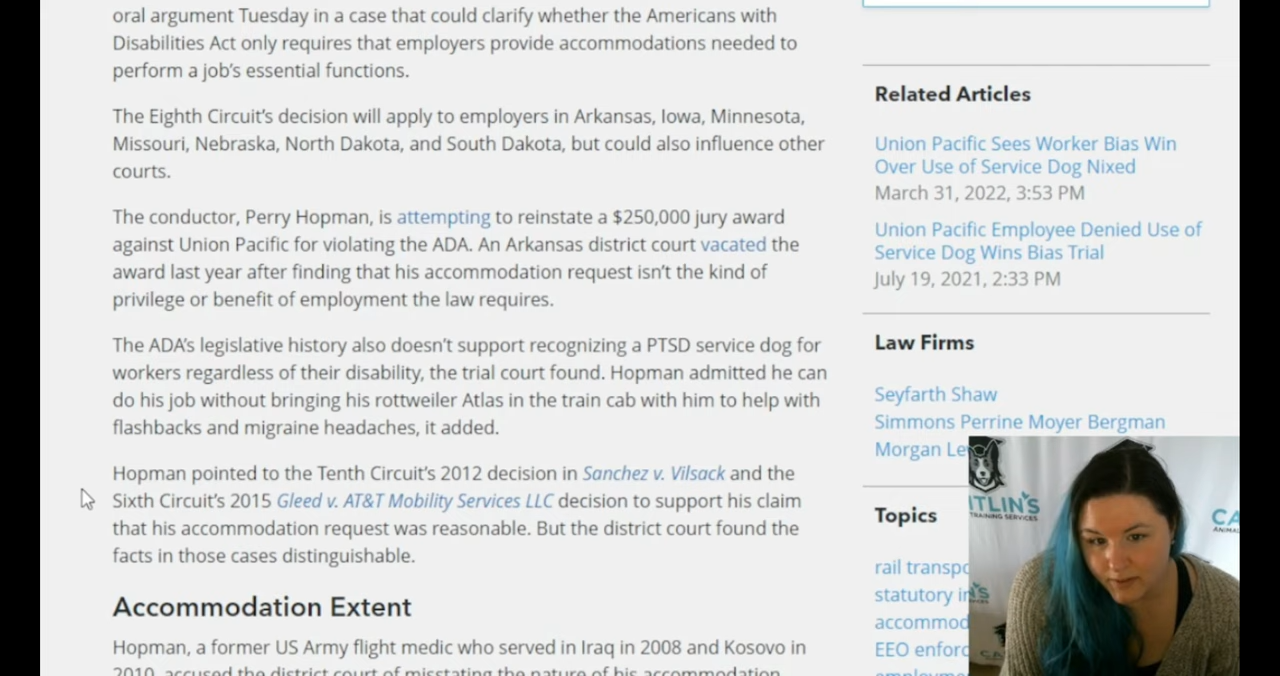 oral argument Tuesday in a case that could clarify whether the Americans with
Disabilities Act only requires that employers provide accommodations needed to
perform a job's essential functions.
The Eighth Circuit's decision will apply to employers in Arkansas, Iowa, Minnesota,
Missouri, Nebraska, North Dakota, and South Dakota, but could also influence other
courts.
The conductor, Perry Hopman, is attempting to reinstate a $250,000 jury award
against Union Pacific for violating the ADA. An Arkansas district court vacated the
award last year after finding that his accommodation request isn't the kind of
privilege or benefit of employment the law requires.
The ADA's legislative history also doesn't support recognizing a PTSD service dog for
workers regardless of their disability, the trial court found. Hopman admitted he can
do his job without bringing his rottweiler Atlas in the train cab with him to help with
flashbacks and migraine headaches, it added.
Hopman pointed to the Tenth Circuit's 2012 decision in Sanchez v. Vilsack and the
Sixth Circuit's 2015 Gleed v. AT&T Mobility Services LLC decision to support his claim
that his accommodation request was reasonable. But the district court found the
facts in those cases distinguishable.
Accommodation Extent
Hopman, a former US Army flight medic who served in Iraq in 2008 and Kosovo in
2010, accused the district court of misstating the nature of his accommodation
Related Articles
Union Pacific Sees Worker Bias Win
Over Use of Service Dog Nixed
March 31, 2022, 3:53 PM
Union Pacific Employee Denied Use of
Service Dog Wins Bias Trial
July 19, 2021, 2:33 PM
Law Firms
Seyfarth Shaw
Simmons Perrine Moyer Bergman
Morgan Le
Topics
rail transpo
statutory in
accommod
EEO enforc
ITLIN'S
TRAINING SERVICES
CA
ANIMAL